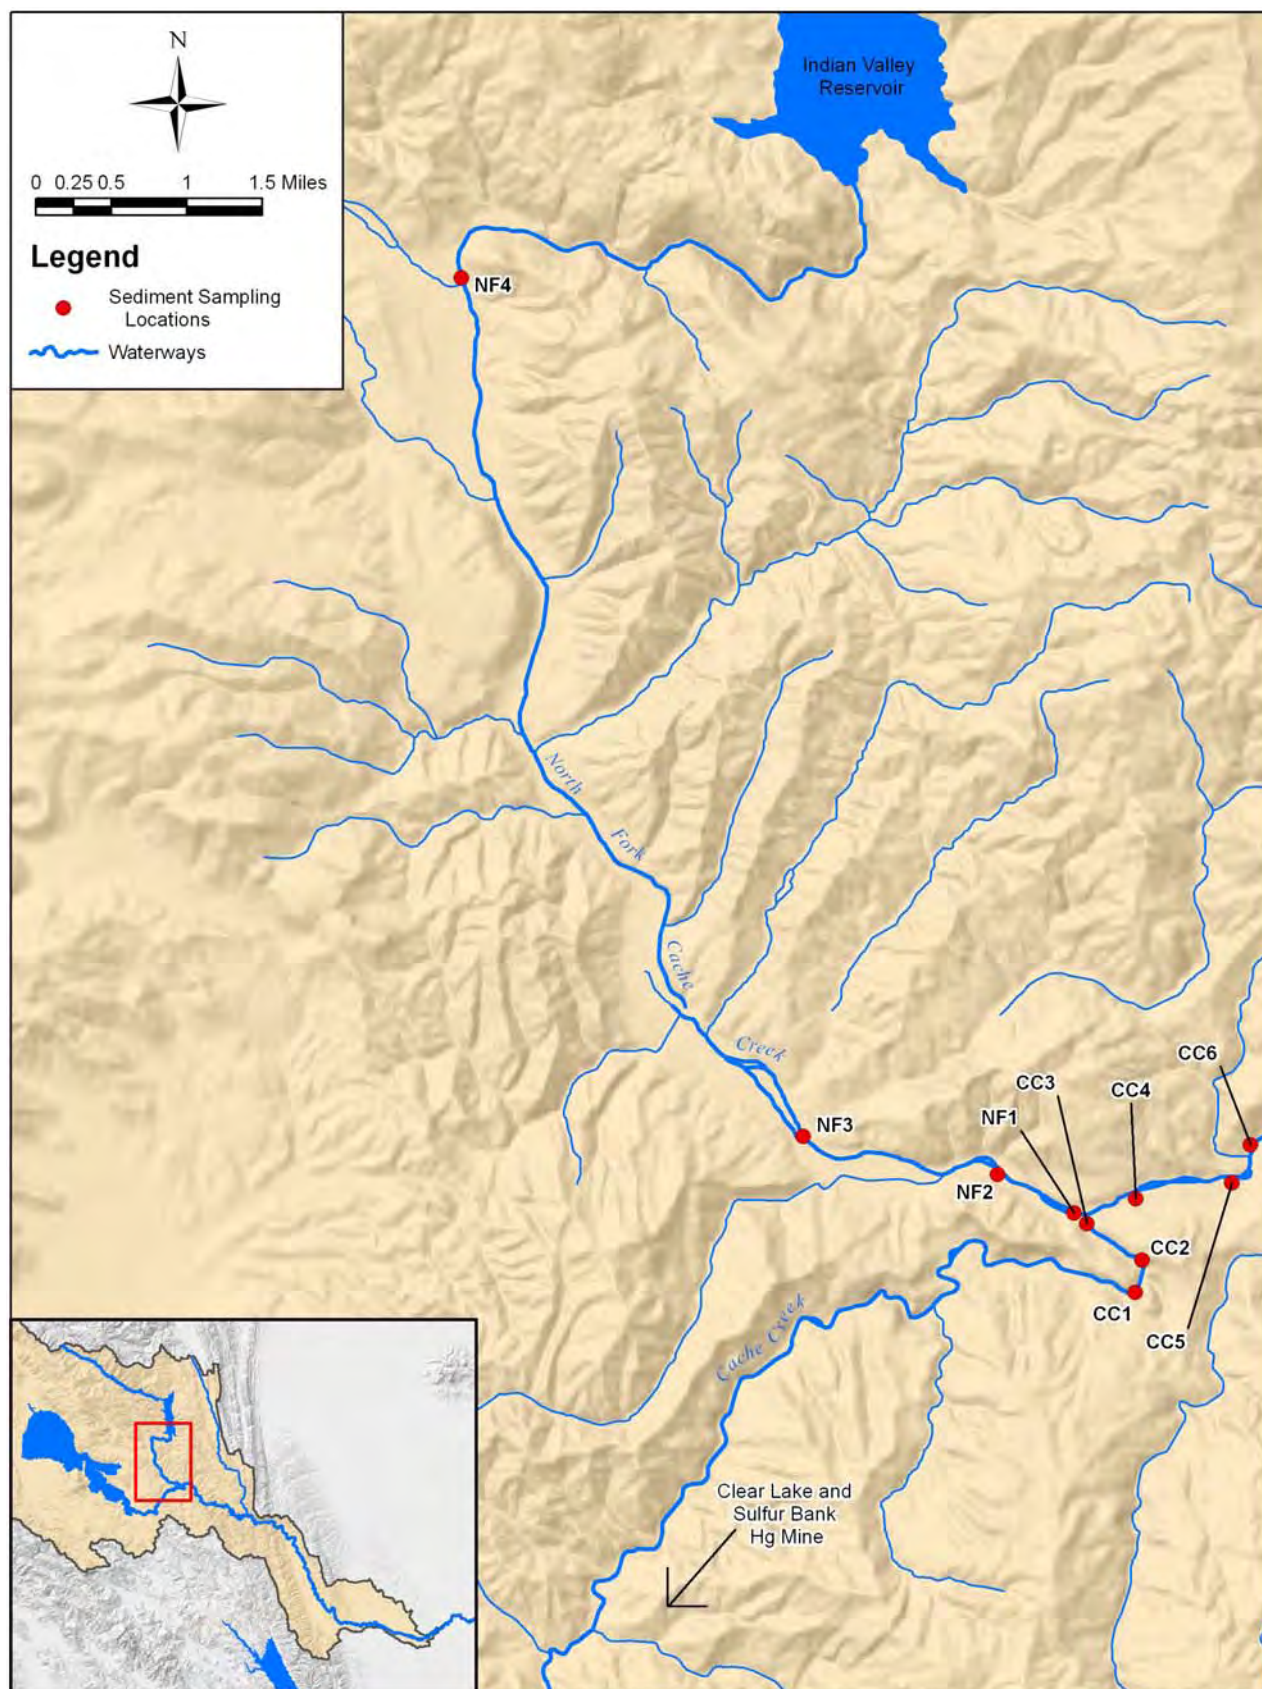 N
0 0.25 0.5 1 1.5 Miles
Legend
Sediment Sampling
Locations
Waterways
Indian Valley
Reservoir
NF4
North
Fork
Cache
Creek
NF3
NF2
NF1
CC3
CC4
CC6
CC2
CC1
CC5
Cache Creek
Clear Lake and
Sulfur Bank
Hg Mine